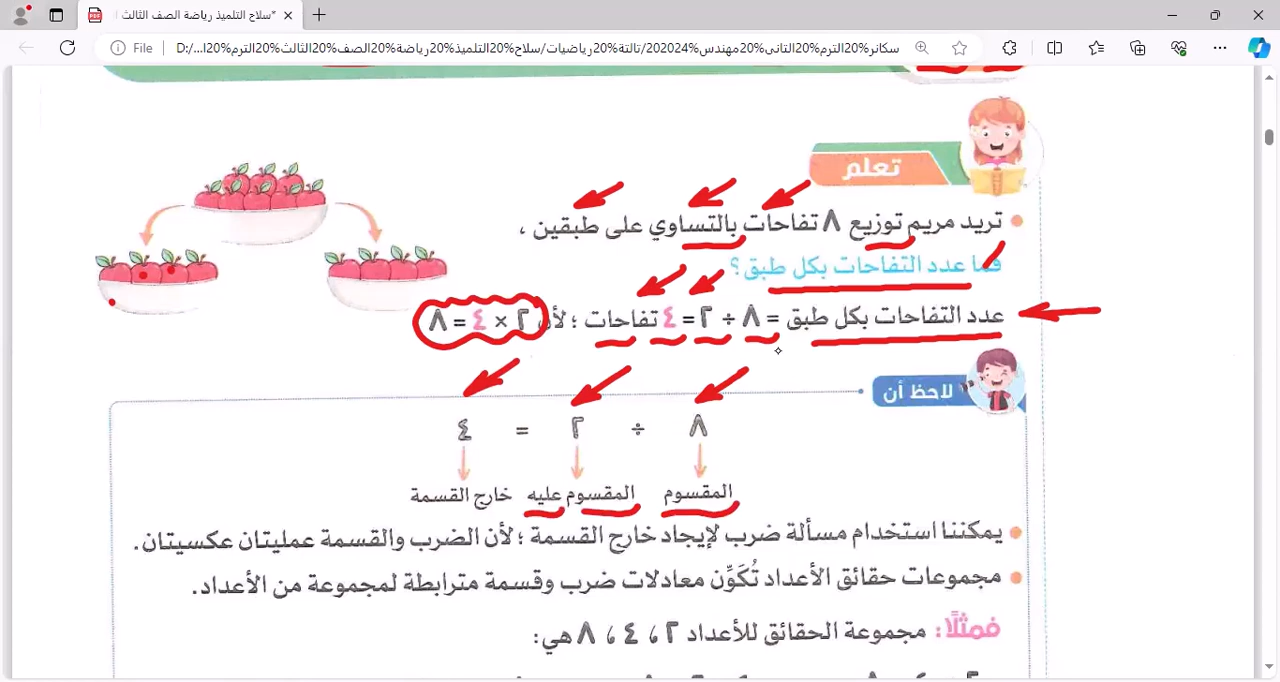 *سلاح التلميذ رياضة الصف الثالث ا
File
D:/...سكانر%20الترم%20الثانى%20مهندس%202024/تالتة%20رياضيات/سلاح%20التلميذ%20رياضة%20الصف%20الثالث%20الترم%20ال...
تعلم
تريد مريم توزيع ٨ تفاحات بالتساوي على طبقين ،
فما عدد التفاحات بكل طبق؟
عدد التفاحات بكل طبق = ٨ ÷ ٢ = ٤ تفاحات ؛ لأن ٢ × ٤ = ٨
لاحظ أن
٨ ÷ ٢ = ٤
المقسوم المقسوم عليه خارج القسمة
يمكننا استخدام مسألة ضرب لإيجاد خارج القسمة ؛ لأن الضرب والقسمة عمليتان عكسيتان.
مجموعات حقائق الأعداد تُكَوِّن معادلات ضرب وقسمة مترابطة لمجموعة من الأعداد.
فمثلًا: مجموعة الحقائق للأعداد ٢ ، ٤ ، ٨ هي: